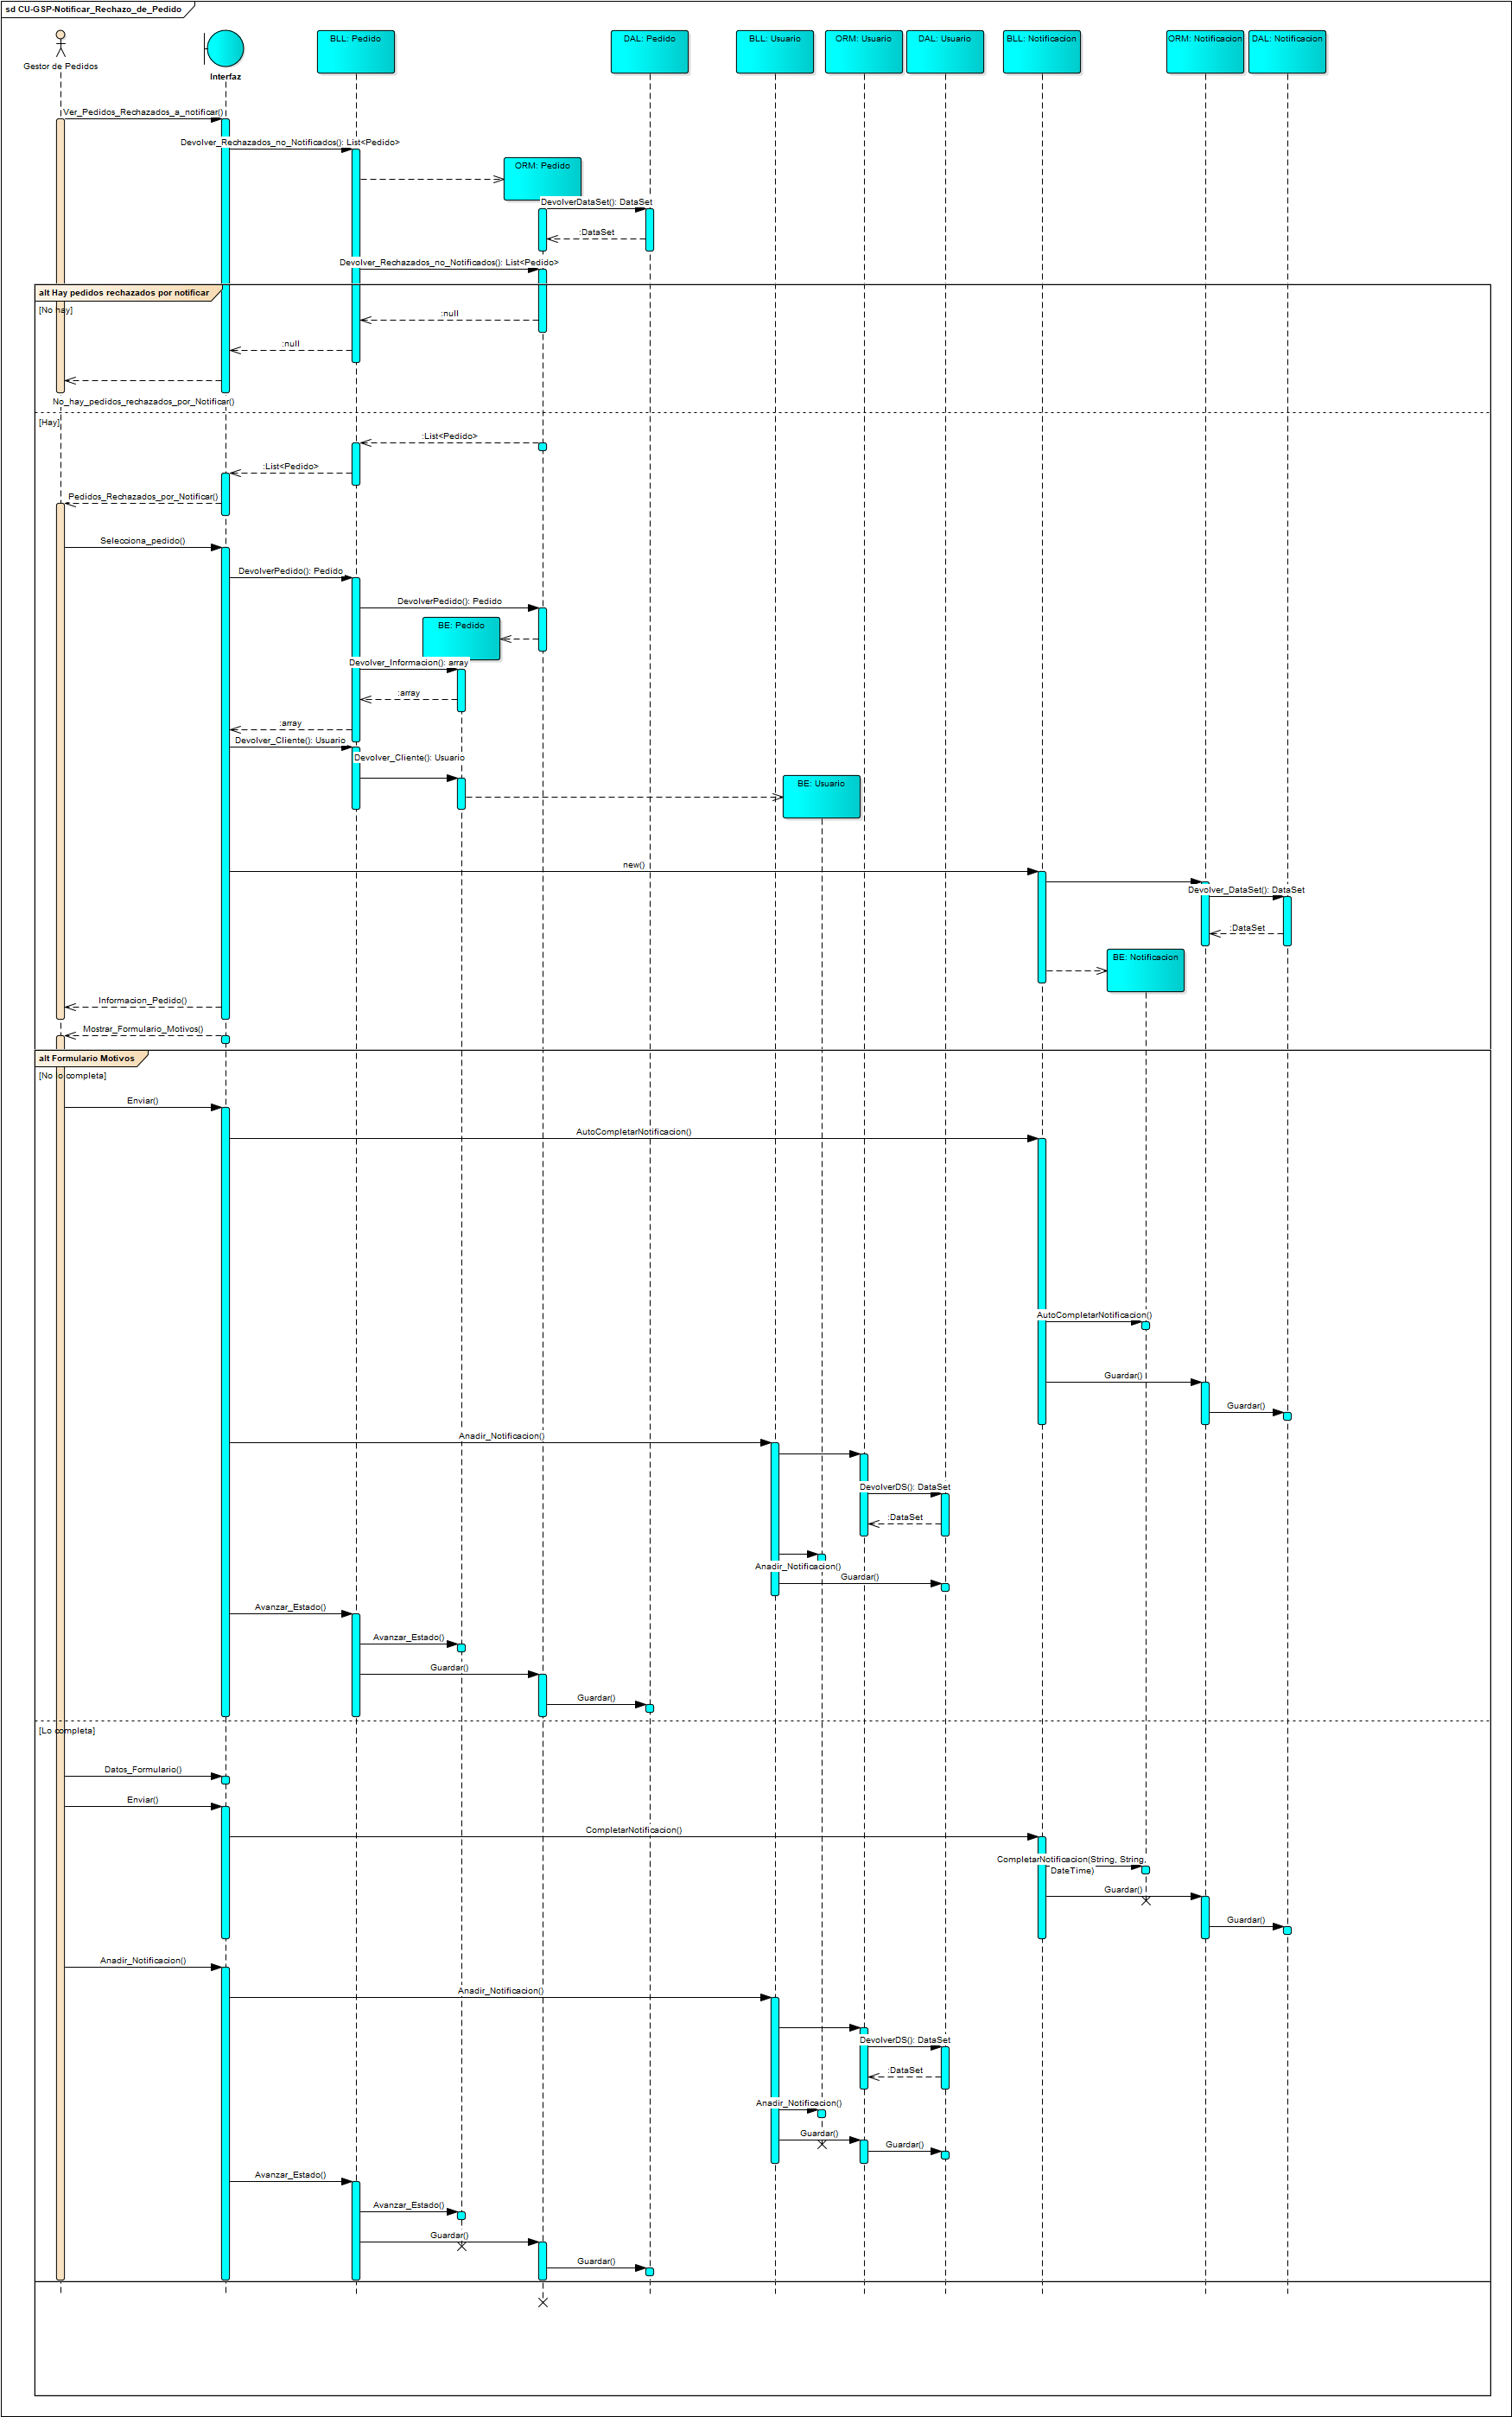 sd CU-GSP-Notificar_Rechazo_de_Pedido
Gestor de Pedidos
Interfaz
BLL: Pedido
DAL: Pedido
BLL: Usuario
ORM: Usuario
DAL: Usuario
BLL: Notificacion
ORM: Notificacion
DAL: Notificacion
Ver_Pedidos_Rechazados_a_notificar()
Devolver_Rechazados_no_Notificados(): List<Pedido>
ORM: Pedido
DevolverDataSet(): DataSet
:DataSet
Devolver_Rechazados_no_Notificados(): List<Pedido>
alt Hay pedidos rechazados por notificar
[No hay]
:null
:null
No_hay_pedidos_rechazados_por_Notificar()
[Hay]
:List<Pedido>
:List<Pedido>
Pedidos_Rechazados_por_Notificar()
Selecciona_pedido()
DevolverPedido(): Pedido
DevolverPedido(): Pedido
BE: Pedido
Devolver_Informacion(): array
:array
:array
Devolver_Cliente(): Usuario
Devolver_Cliente(): Usuario
BE: Usuario
new()
Devolver_DataSet(): DataSet
:DataSet
BE: Notificacion
Informacion_Pedido()
Mostrar_Formulario_Motivos()
alt Formulario Motivos
[No lo completa]
Enviar()
AutoCompletarNotificacion()
AutoCompletarNotificacion()
Guardar()
Guardar()
Anadir_Notificacion()
DevolverDS(): DataSet
:DataSet
Anadir_Notificacion()
Guardar()
Avanzar_Estado()
Avanzar_Estado()
Guardar()
Guardar()
[Lo completa]
Datos_Formulario()
Enviar()
CompletarNotificacion()
CompletarNotificacion(String, String,
DateTime)
Guardar()
Guardar()
Anadir_Notificacion()
Anadir_Notificacion()
DevolverDS(): DataSet
:DataSet
Anadir_Notificacion()
Guardar()
Guardar()
Avanzar_Estado()
Avanzar_Estado()
Guardar()
Guardar()